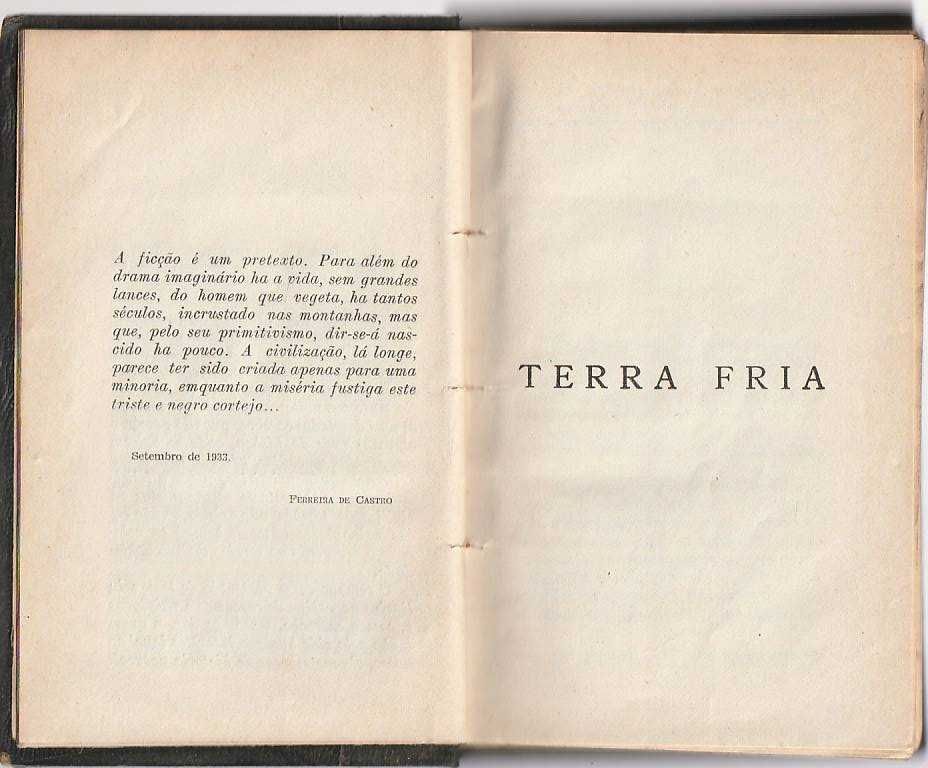 A ficção é um pretexto. Para além do
drama imaginário ha a vida, sem grandes
lances, do homem que vegeta, ha tantos
séculos, incrustado nas montanhas, mas
que, pelo seu primitivismo, dir-se-á nas-
cido ha pouco. A civilização, lá longe,
parece ter sido criada apenas para uma
minoria, emquanto a miséria fustiga este
triste e negro cortejo...
Setembro de 1933.
FERREIRA DE CASTRO
TERRA FRIA